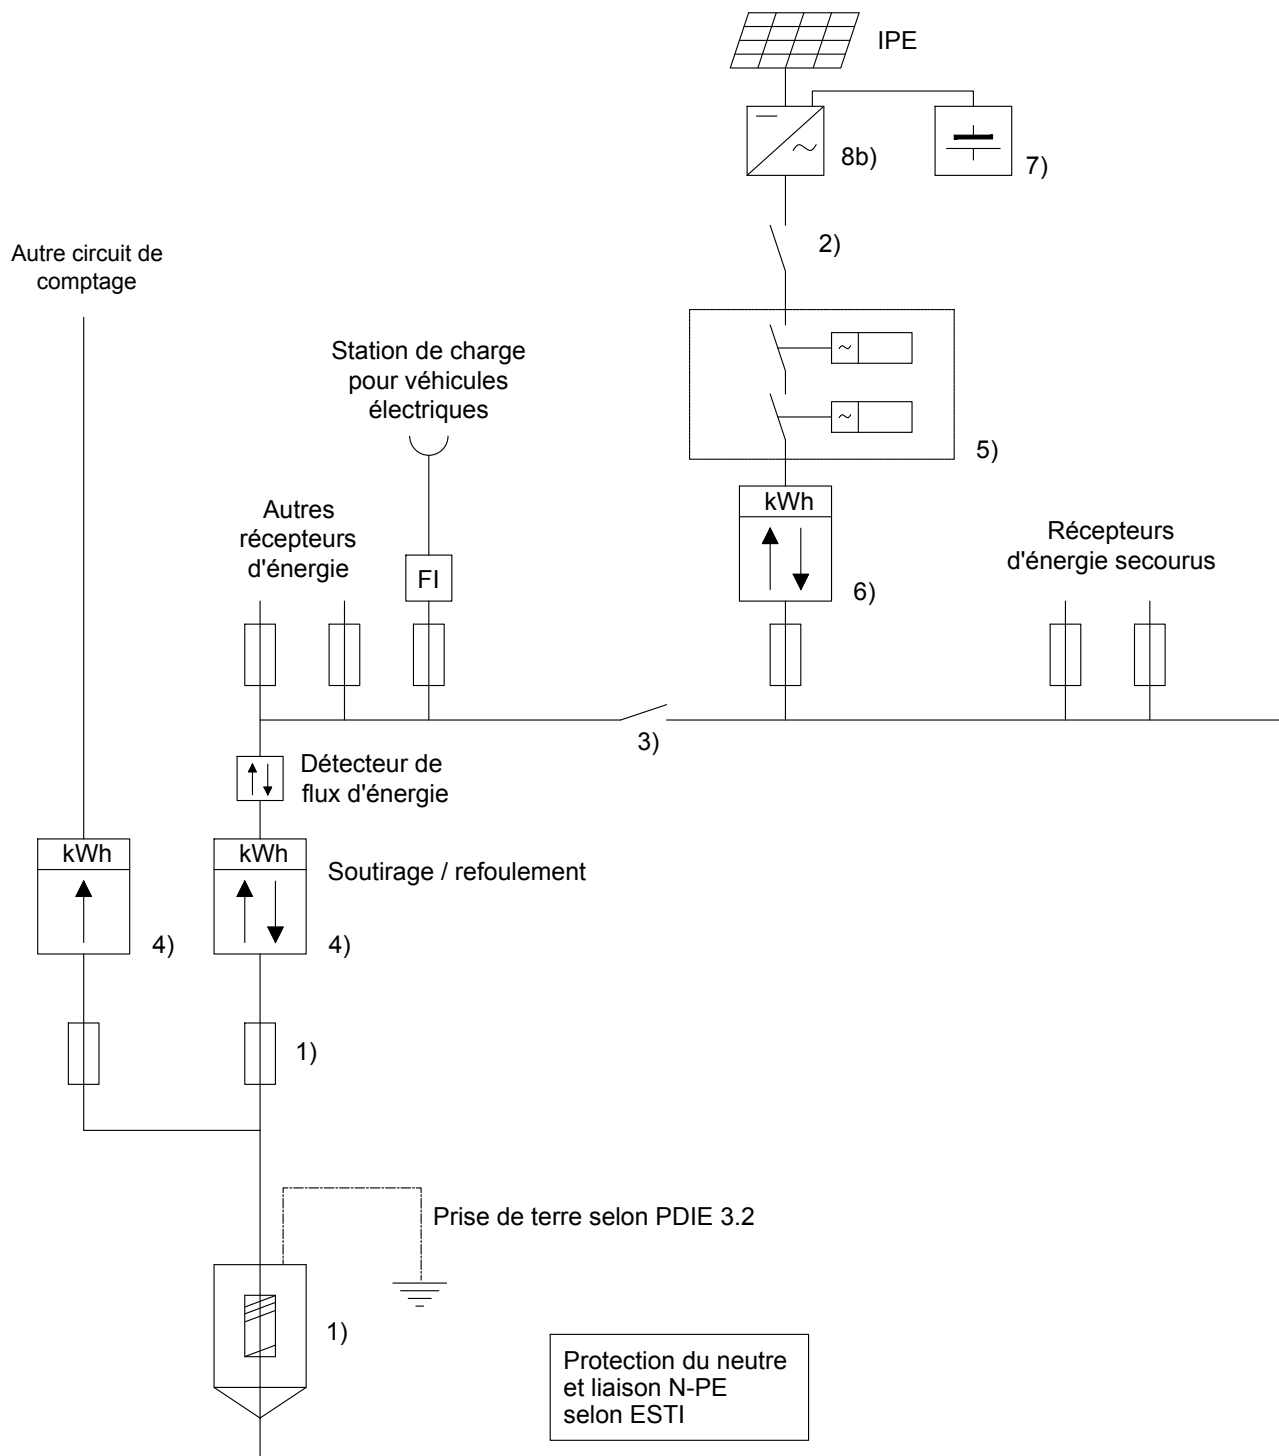 IPE
8b)
7)
2)
Autre circuit de
comptage
Station de charge
pour véhicules
électriques
~
~
5)
kWh
6)
Autres
récepteurs
d'énergie
FI
Récepteurs
d'énergie secourus
3)
Détecteur de
flux d'énergie
kWh
kWh
Soutirage / refoulement
4)
4)
1)
Prise de terre selon PDIE 3.2
1)
Protection du neutre
et liaison N-PE
selon ESTI